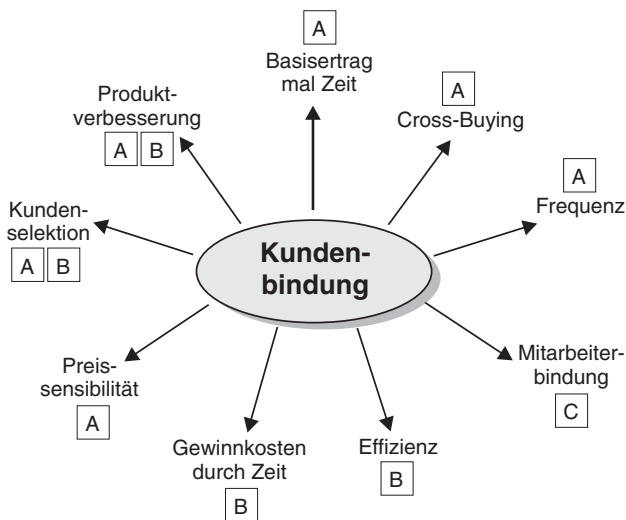 A
Basisertrag
mal Zeit
A
Cross-Buying
A
Frequenz
Mitarbeiter-
bindung
C
Effizienz
B
Gewinnkosten
durch Zeit
B
Preis-
sensibilität
A
Kunden-
selektion
A B
Produkt-
verbesserung
A B
Kunden-
bindung